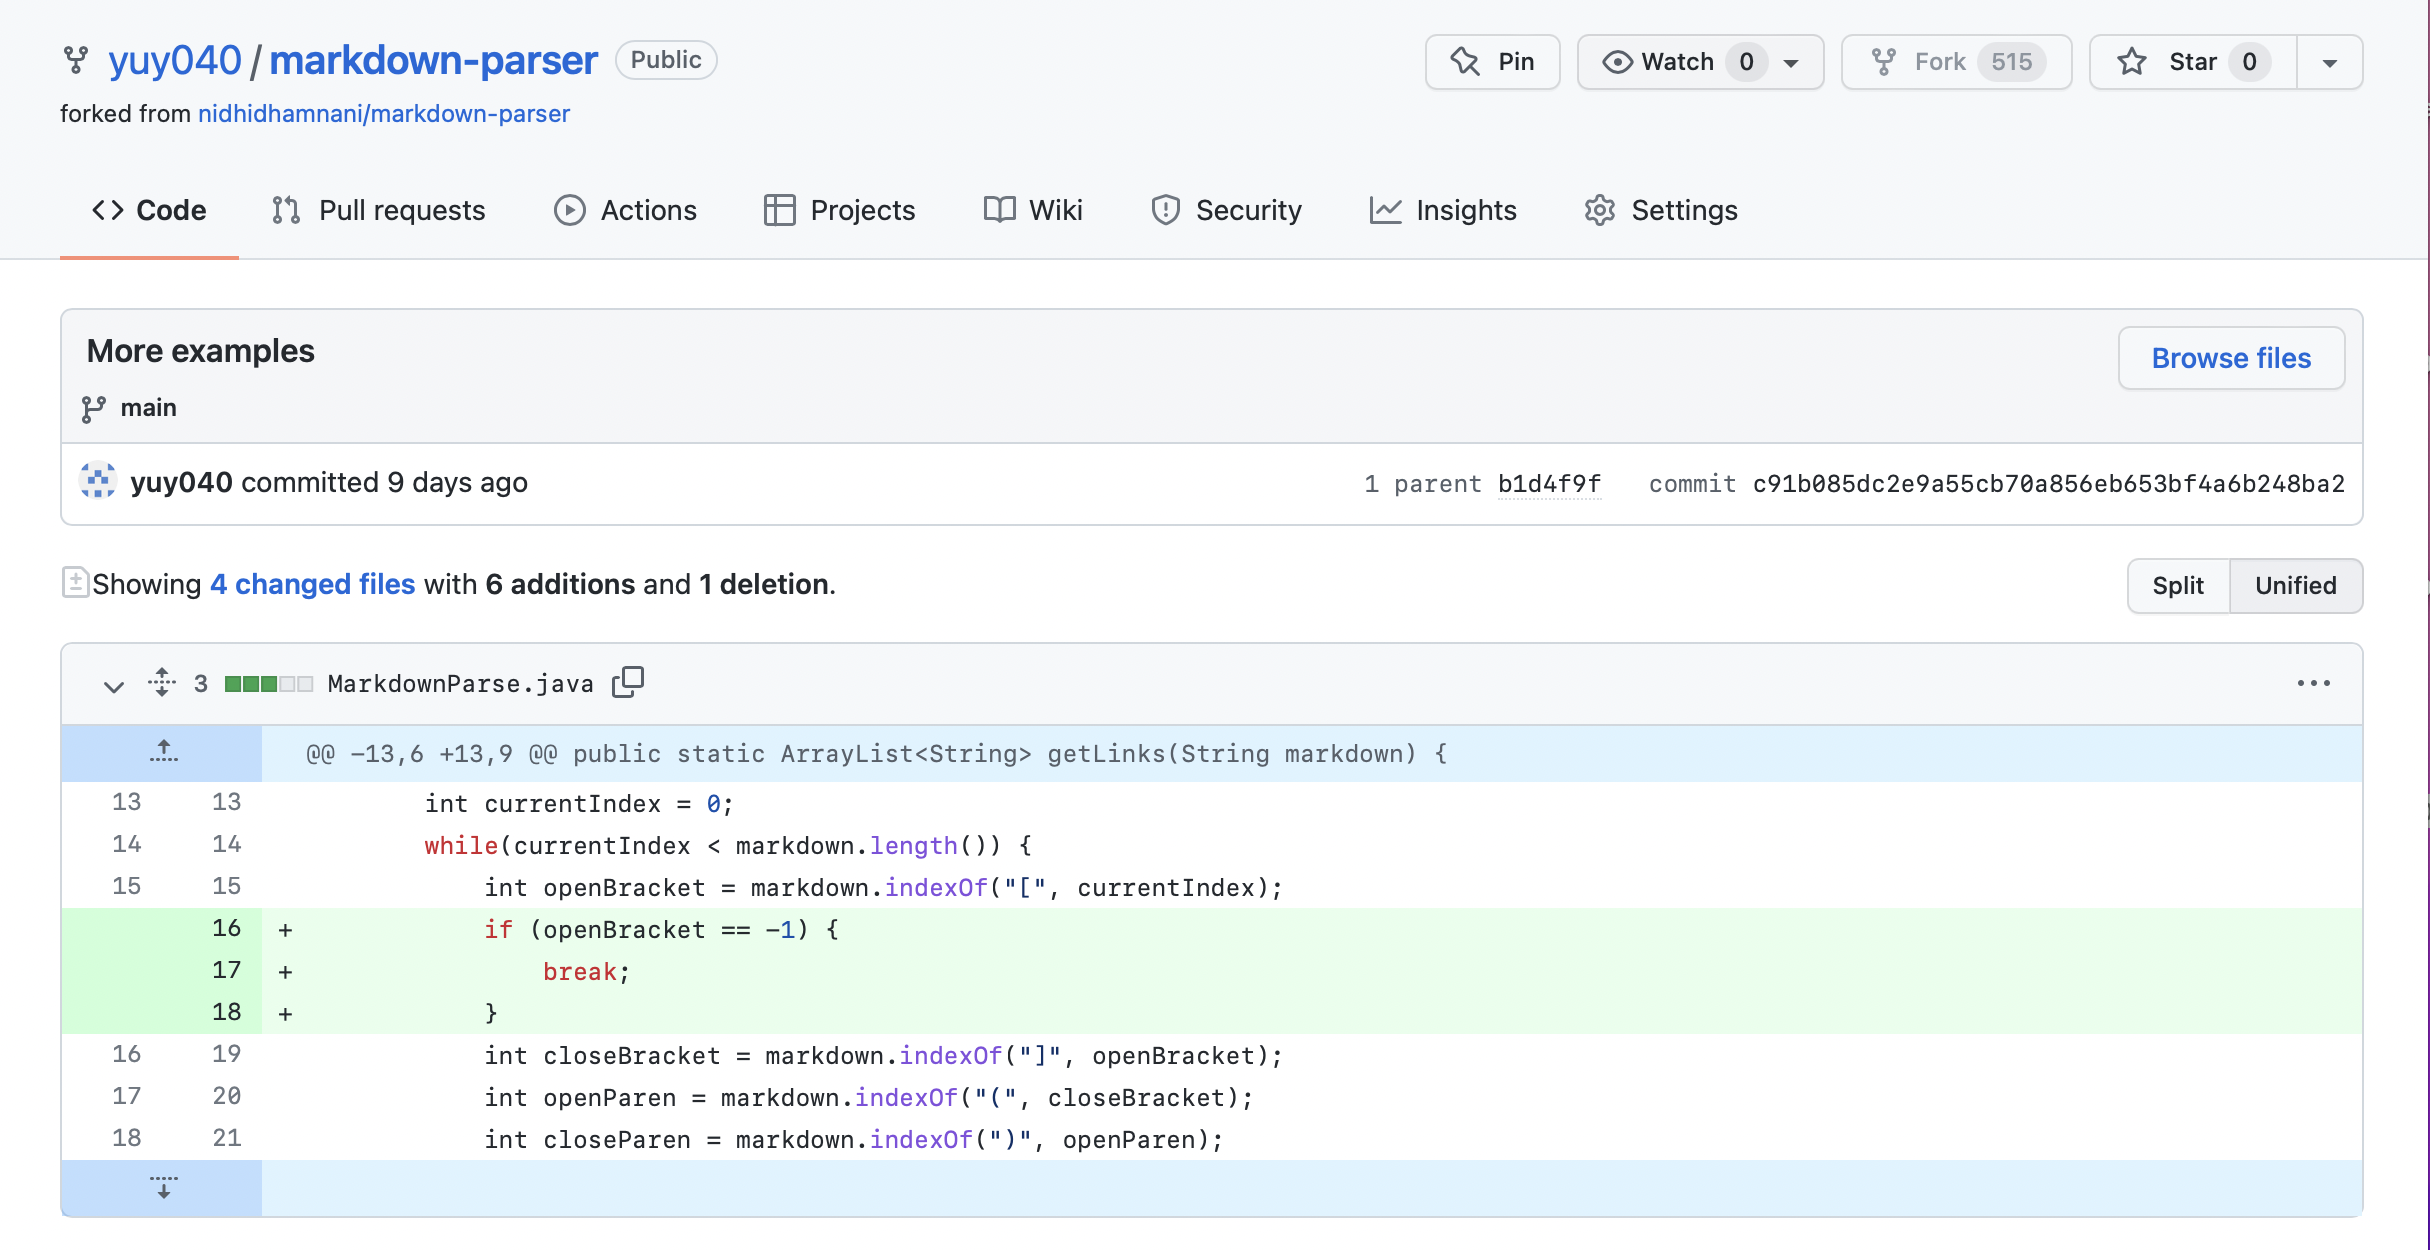 yuy040 / markdown-parser Public Pin Watch 0 Fork 515 Star 0
forked from nidhidhamnani/markdown-parser
Code Pull requests Actions Projects Wiki Security Insights Settings
More examples Browse files
main
yuy040 committed 9 days ago 1 parent b1d4f9f commit c91b085dc2e9a55cb70a856eb653bf4a6b248ba2
Showing 4 changed files with 6 additions and 1 deletion. Split Unified
3 MarkdownParse.java
@@ -13,6 +13,9 @@ public static ArrayList<String> getLinks(String markdown) {
13 13 int currentIndex = 0;
14 14 while(currentIndex < markdown.length()) {
15 15 int openBracket = markdown.indexOf("[", currentIndex);
16 + if (openBracket == -1) {
17 + break;
18 + }
16 19 int closeBracket = markdown.indexOf("]", openBracket);
17 20 int openParen = markdown.indexOf("(", closeBracket);
18 21 int closeParen = markdown.indexOf(")", openParen);